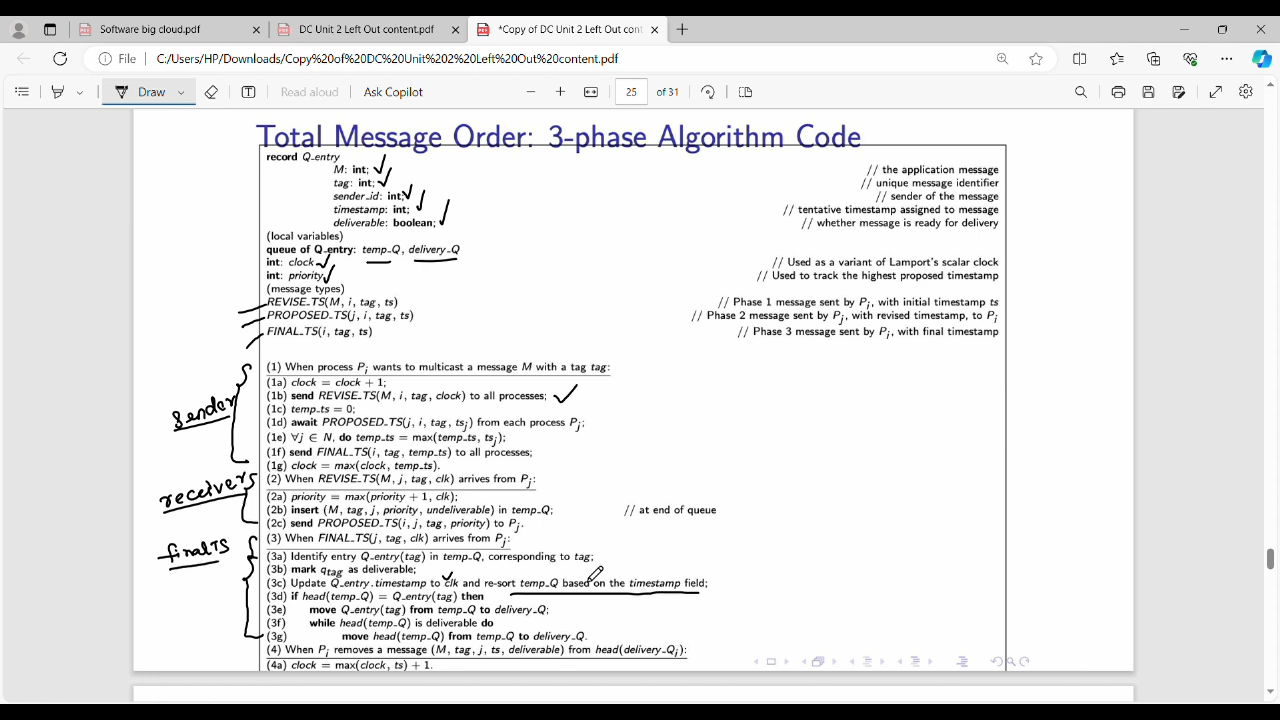 Software big cloud.pdf
DC Unit 2 Left Out content.pdf
*Copy of DC Unit 2 Left Out cont
File
C:/Users/HP/Downloads/Copy%20of%20DC%20Unit%202%20Left%20Out%20Content.pdf
Draw
Read aloud
Ask Copilot
25
of 31
Total Message Order: 3-phase Algorithm Code
record Q_entry
M: int; // the application message
tag: int; // unique message identifier
sender_id: int; // sender of the message
timestamp: int; // tentative timestamp assigned to message
deliverable: boolean; // whether message is ready for delivery
(local variables)
queue of Q_entry: temp_Q, delivery_Q
int: clock // Used as a variant of Lamport's scalar clock
int: priority // Used to track the highest proposed timestamp
(message types)
REVISE_TS(M, i, tag, ts) // Phase 1 message sent by Pi, with initial timestamp ts
PROPOSED_TS(j, i, tag, ts) // Phase 2 message sent by Pj, with revised timestamp, to Pi
FINAL_TS(i, tag, ts) // Phase 3 message sent by Pi, with final timestamp
(1) When process Pi wants to multicast a message M with a tag tag:
(1a) clock = clock + 1;
(1b) send REVISE_TS(M, i, tag, clock) to all processes;
(1c) temp_ts = 0;
sender
(1d) await PROPOSED_TS(j, i, tag, tsj) from each process Pj;
(1e) ∀j ∈ N, do temp_ts = max(temp_ts, tsj);
(1f) send FINAL_TS(i, tag, temp_ts) to all processes;
(1g) clock = max(clock, temp_ts).
(2) When REVISE_TS(M, j, tag, clk) arrives from Pj:
receivers
(2a) priority = max(priority + 1, clk);
(2b) insert (M, tag, j, priority, undeliverable) in temp_Q; // at end of queue
(2c) send PROPOSED_TS(i, j, tag, priority) to Pj.
(3) When FINAL_TS(j, tag, clk) arrives from Pj:
final TS
(3a) Identify entry Q_entry(tag) in temp_Q, corresponding to tag;
(3b) mark qtag as deliverable;
(3c) Update Q_entry.timestamp to clk and re-sort temp_Q based on the timestamp field;
(3d) if head(temp_Q) = Q_entry(tag) then
(3e) move Q_entry(tag) from temp_Q to delivery_Q;
(3f) while head(temp_Q) is deliverable do
(3g) move head(temp_Q) from temp_Q to delivery_Q.
(4) When Pi removes a message (M, tag, j, ts, deliverable) from head(delivery_Qi):
(4a) clock = max(clock, ts) + 1.